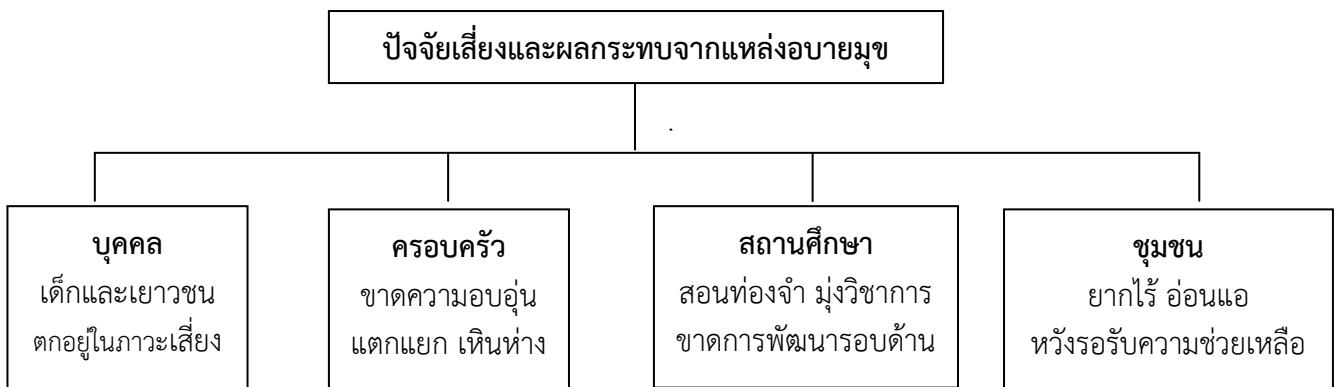 ปัจจัยเสี่ยงและผลกระทบจากแหล่งอบายมุข
.
บุคคล
เด็กและเยาวชน
ตกอยู่ในภาวะเสี่ยง
ครอบครัว
ขาดความอบอุ่น
แตกแยก เหินห่าง
สถานศึกษา
สอนท่องจำ มุ่งวิชาการ
ขาดการพัฒนารอบด้าน
ชุมชน
ยากไร้ อ่อนแอ
หวังรอรับความช่วยเหลือ